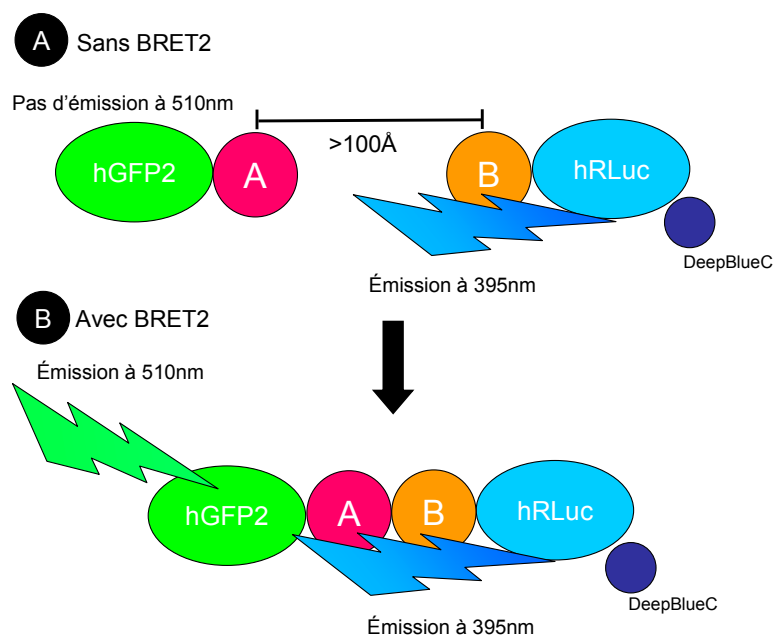 A Sans BRET2
Pas d'émission à 510nm
>100Å
hGFP2
A
B
hRLuc
DeepBlueC
Émission à 395nm
B Avec BRET2
Émission à 510nm
hGFP2
A
B
hRLuc
DeepBlueC
Émission à 395nm